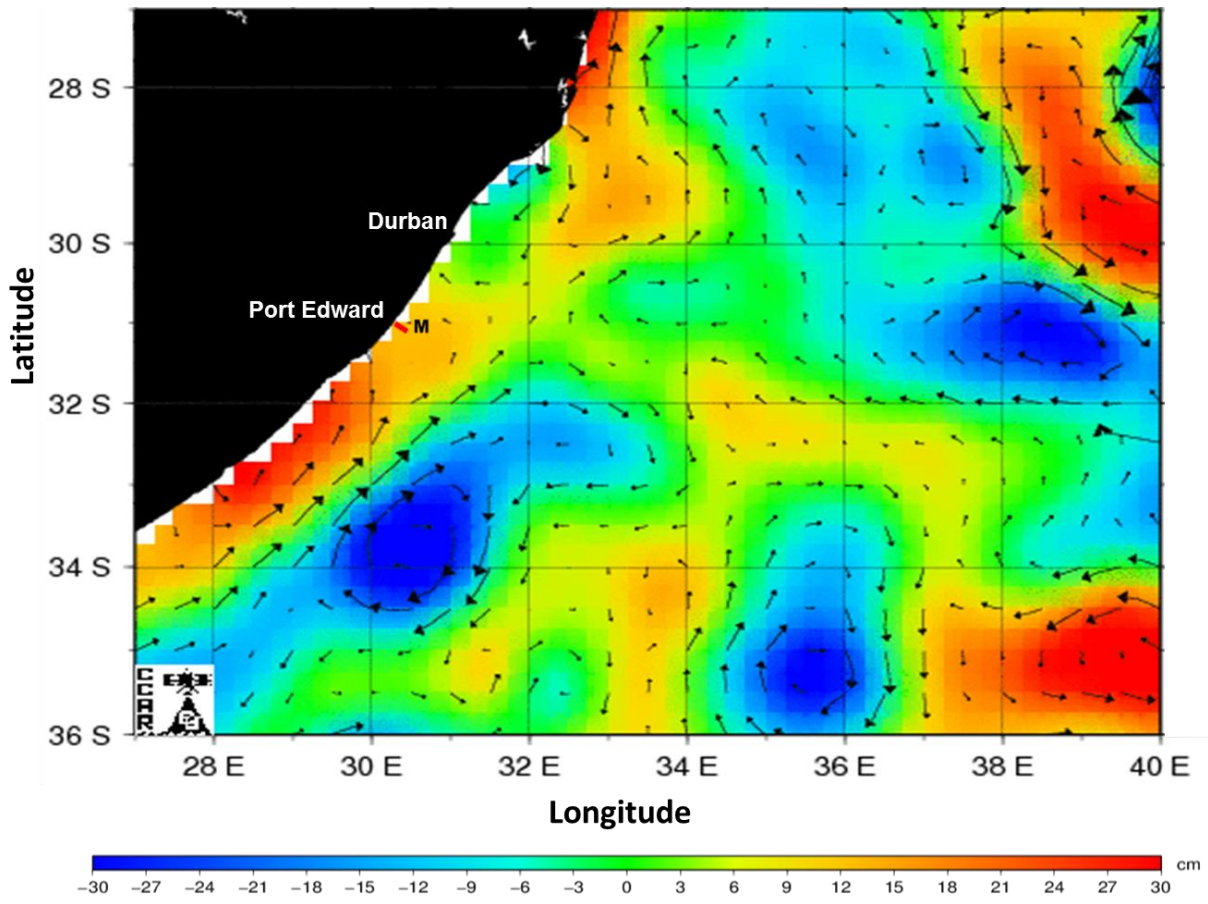 28 S
30 S
32 S
34 S
36 S
Latitude
Durban
Port Edward
M
CCAR
28 E 30 E 32 E 34 E 36 E 38 E 40 E
Longitude
−30 −27 −24 −21 −18 −15 −12 −9 −6 −3 0 3 6 9 12 15 18 21 24 27 30 cm